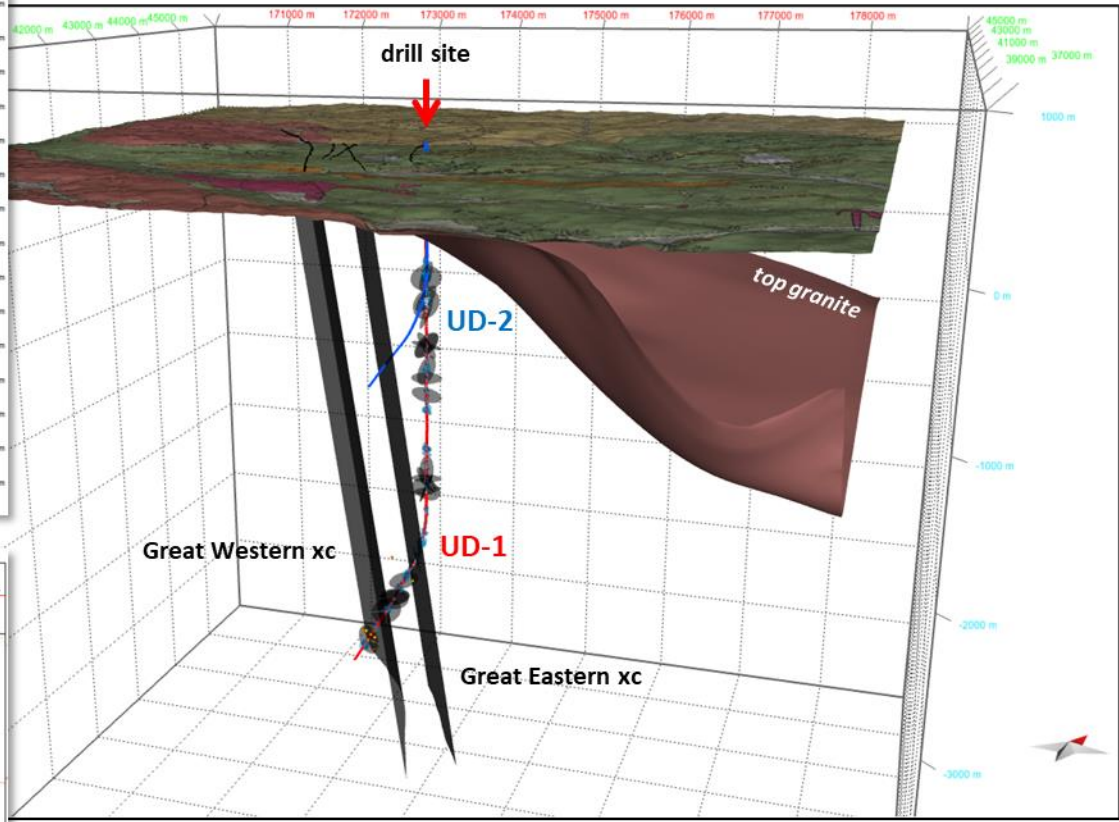 42000 m 43000 m 44000 m 45000 m
171000 m 172000 m 173000 m 174000 m 175000 m 176000 m 177000 m 178000 m
45000 m
43000 m
41000 m
39000 m 37000 m
drill site
1000 m
top granite
0 m
UD-2
-1000 m
Great Western xc
UD-1
-2000 m
Great Eastern xc
-3000 m